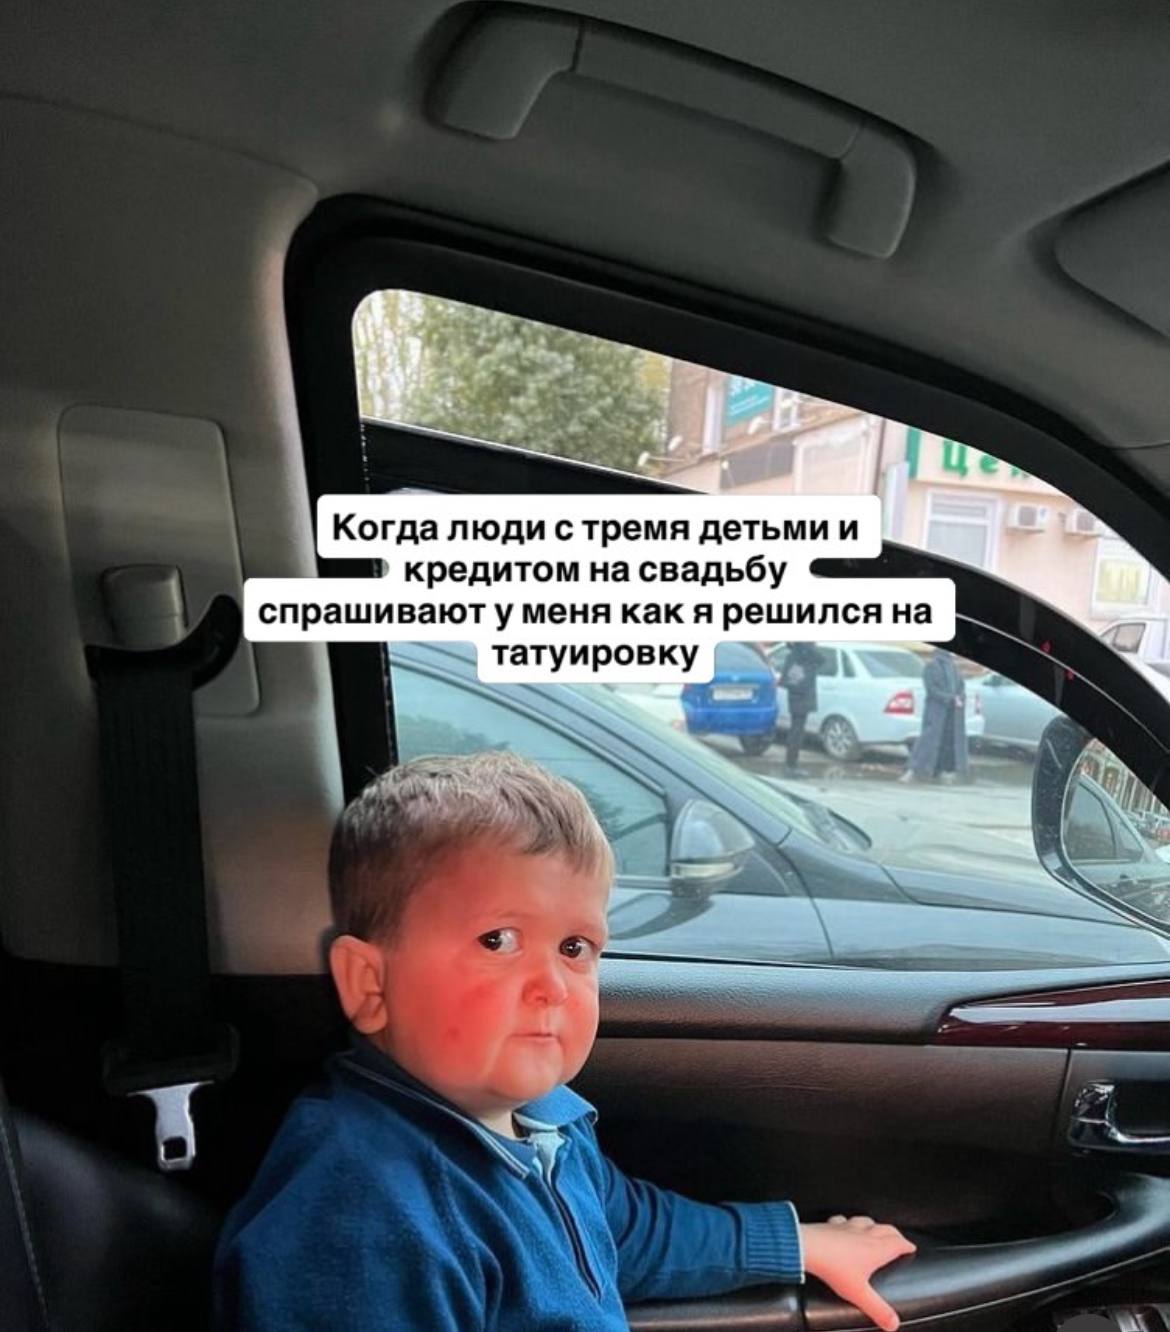 Когда люди с тремя детьми и
кредитом на свадьбу
спрашивают у меня как я решился на
татуировку